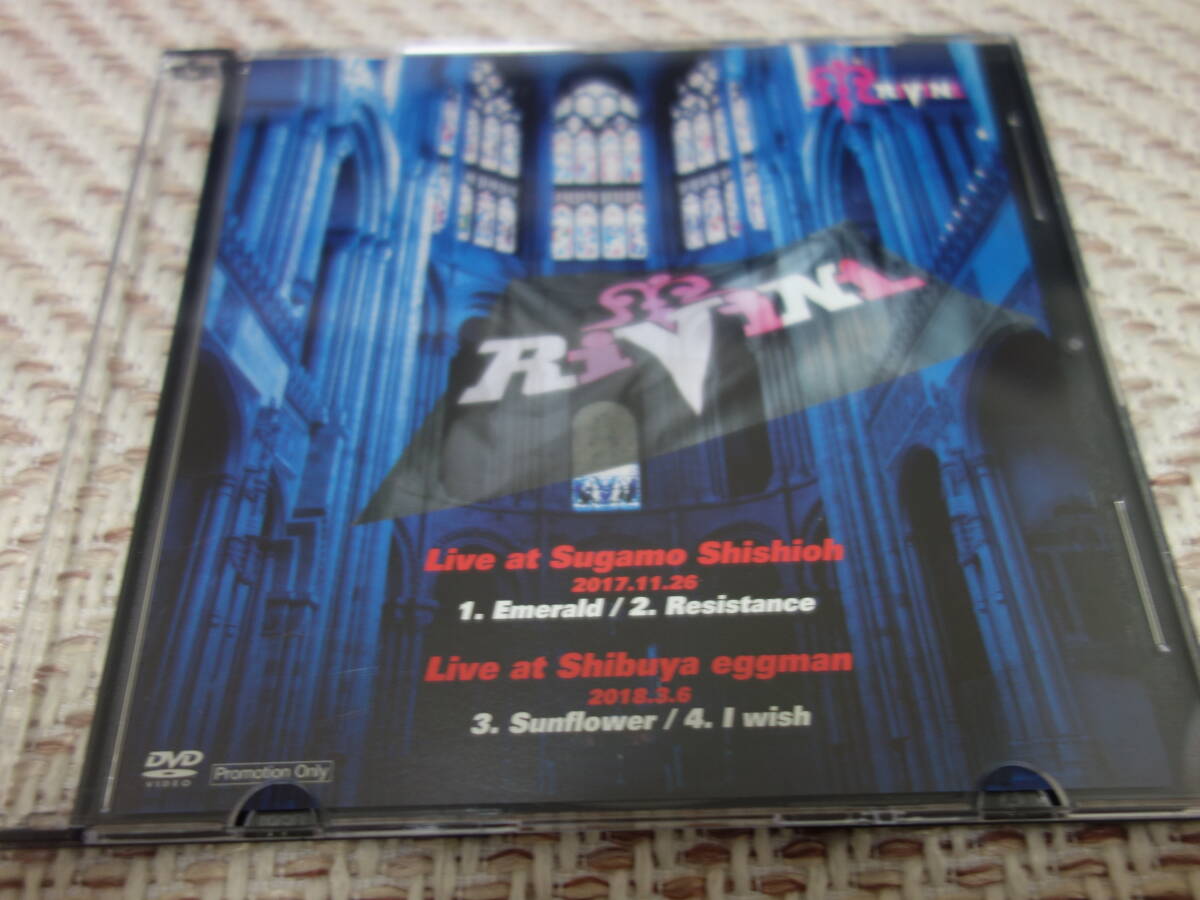 RiViNi
Live at Sugamo Shishioh
2017.11.26
1. Emerald / 2. Resistance
Live at Shibuya eggman
2018.3.6
3. Sunflower / 4. I wish
DVD
VIDEO
Promotion Only